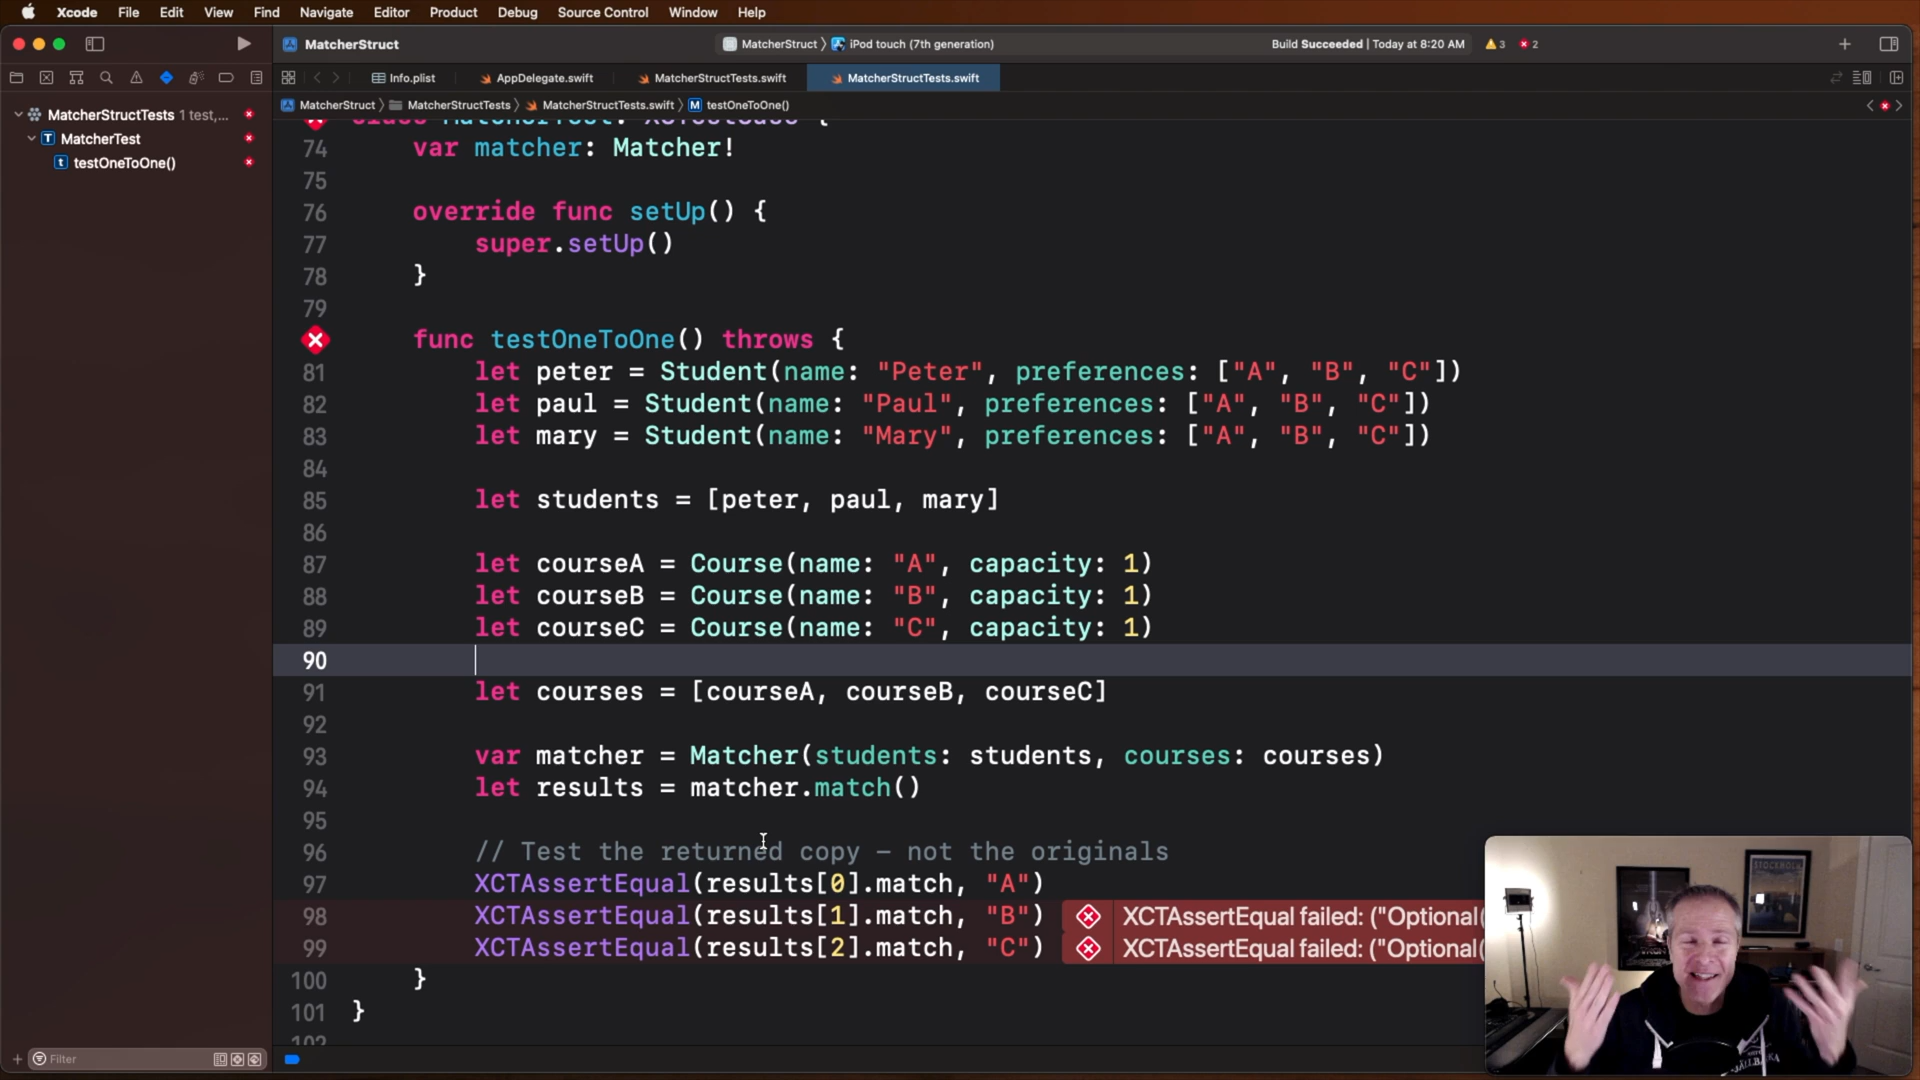 Xcode File Edit View Find Navigate Editor Product Debug Source Control Window Help
MatcherStruct MatcherStruct iPod touch (7th generation) Build Succeeded | Today at 8:20 AM 3 2
Info.plist AppDelegate.swift MatcherStructTests.swift MatcherStructTests.swift
MatcherStruct MatcherStructTests MatcherStructTests.swift M testOneToOne()
MatcherStructTests 1 test,...
T MatcherTest
t testOneToOne()
class MatcherTest: XCTestCase {
74 var matcher: Matcher!
75
76 override func setUp() {
77 super.setUp()
78 }
79
func testOneToOne() throws {
81 let peter = Student(name: "Peter", preferences: ["A", "B", "C"])
82 let paul = Student(name: "Paul", preferences: ["A", "B", "C"])
83 let mary = Student(name: "Mary", preferences: ["A", "B", "C"])
84
85 let students = [peter, paul, mary]
86
87 let courseA = Course(name: "A", capacity: 1)
88 let courseB = Course(name: "B", capacity: 1)
89 let courseC = Course(name: "C", capacity: 1)
90
91 let courses = [courseA, courseB, courseC]
92
93 var matcher = Matcher(students: students, courses: courses)
94 let results = matcher.match()
95
96 // Test the returned copy – not the originals
97 XCTAssertEqual(results[0].match, "A")
98 XCTAssertEqual(results[1].match, "B") XCTAssertEqual failed: ("Optional(
99 XCTAssertEqual(results[2].match, "C") XCTAssertEqual failed: ("Optional(
100 }
101 }
102
Filter
STOCKHOLM